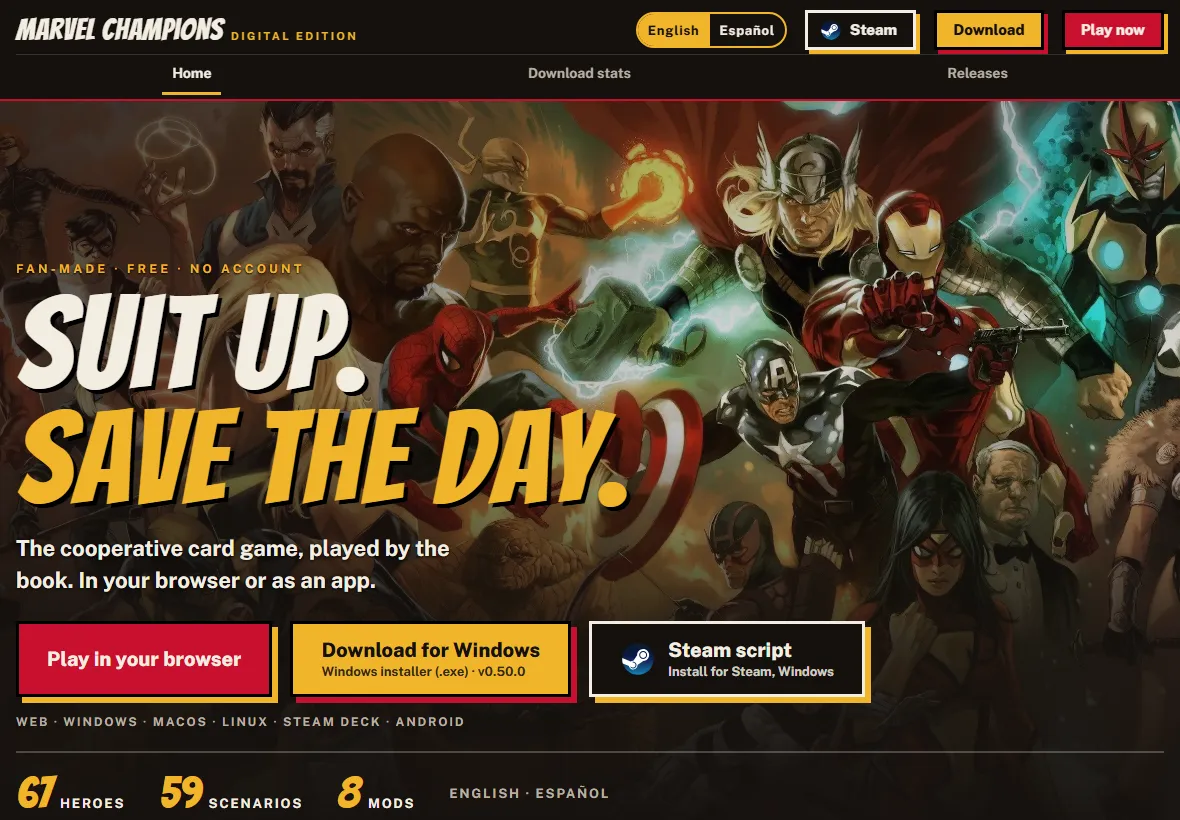 MARVEL CHAMPIONS DIGITAL EDITION
English Español
Steam
Download
Play now
Home
Download stats
Releases
FAN-MADE · FREE · NO ACCOUNT
SUIT UP.
SAVE THE DAY.
The cooperative card game, played by the
book. In your browser or as an app.
Play in your browser
Download for Windows
Windows installer (.exe) · v0.50.0
Steam script
Install for Steam, Windows
WEB · WINDOWS · MACOS · LINUX · STEAM DECK · ANDROID
67 HEROES
59 SCENARIOS
8 MODS
ENGLISH · ESPAÑOL